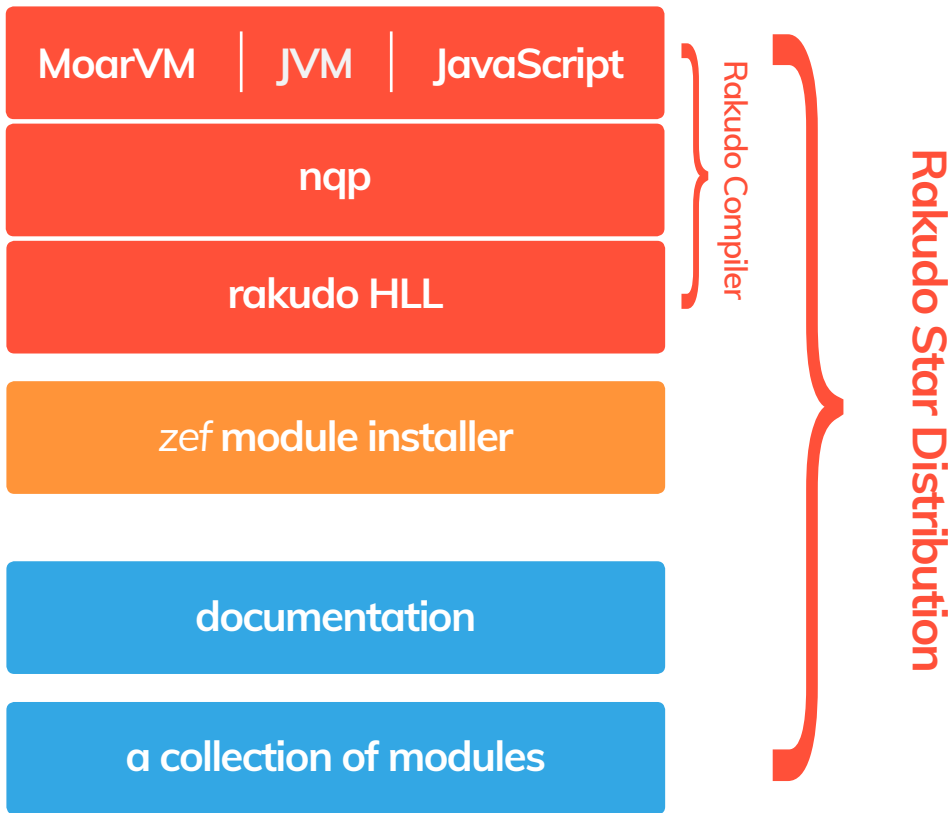 MoarVM | JVM | JavaScript
nqp
rakudo HLL
zef module installer
documentation
a collection of modules
Rakudo Compiler
Rakudo Star Distribution